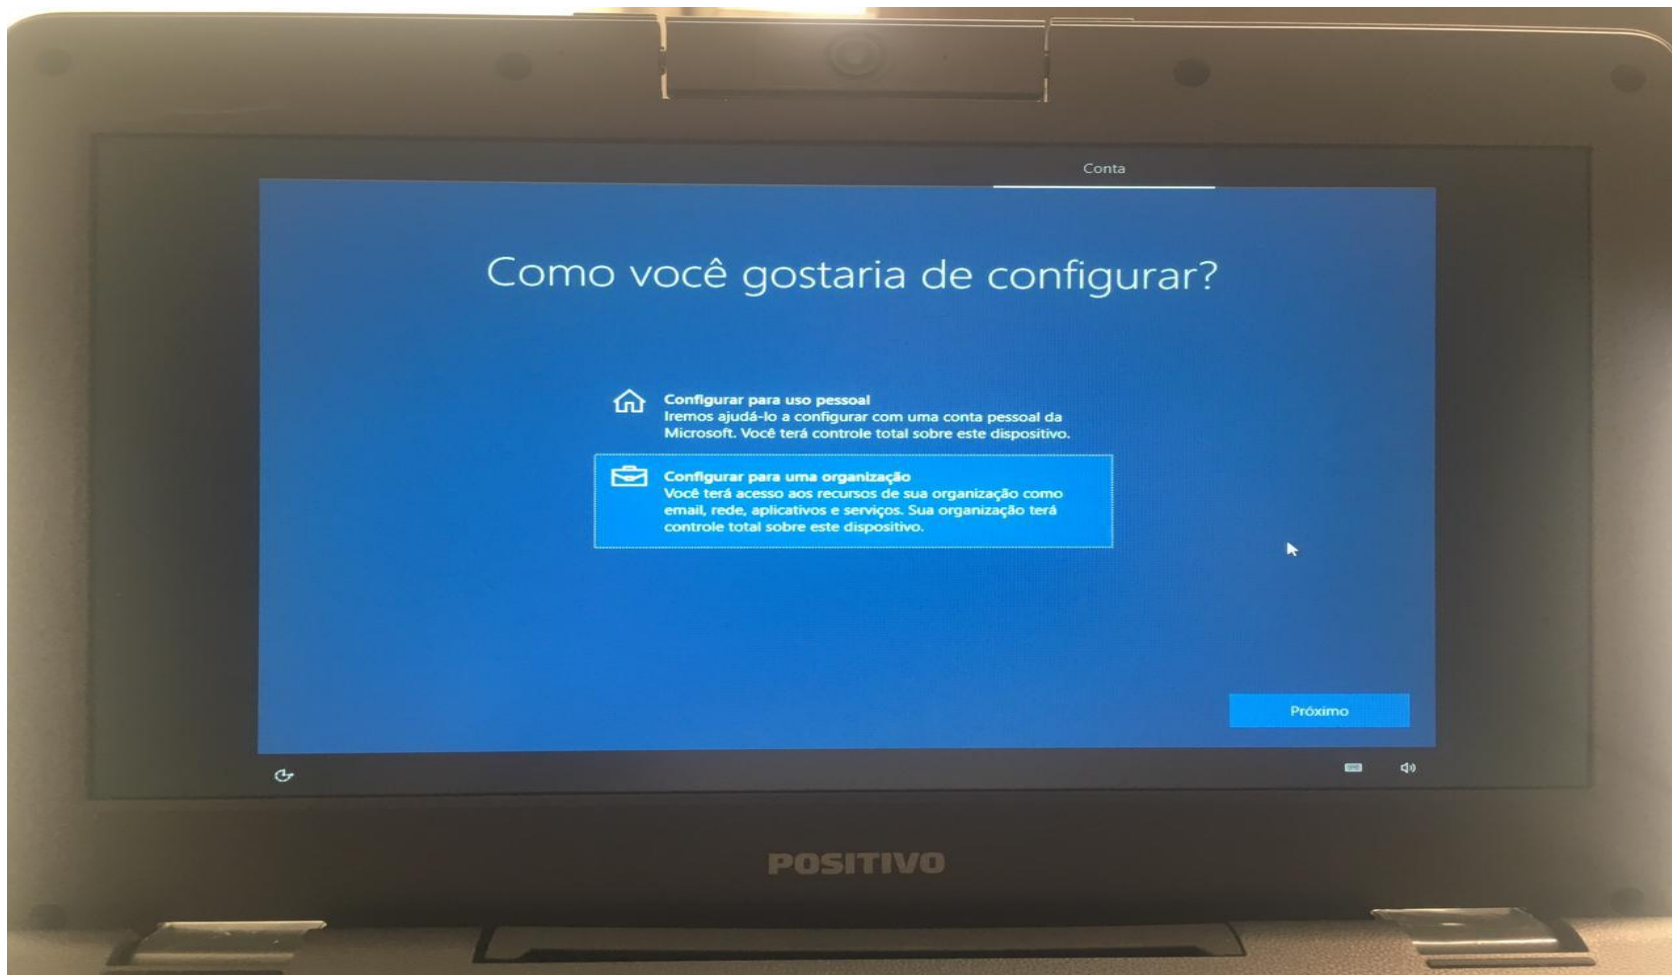 Conta
Como você gostaria de configurar?
Configurar para uso pessoal
Iremos ajudá-lo a configurar com uma conta pessoal da
Microsoft. Você terá controle total sobre este dispositivo.
Configurar para uma organização
Você terá acesso aos recursos de sua organização como
email, rede, aplicativos e serviços. Sua organização terá
controle total sobre este dispositivo.
Próximo
POSITIVO